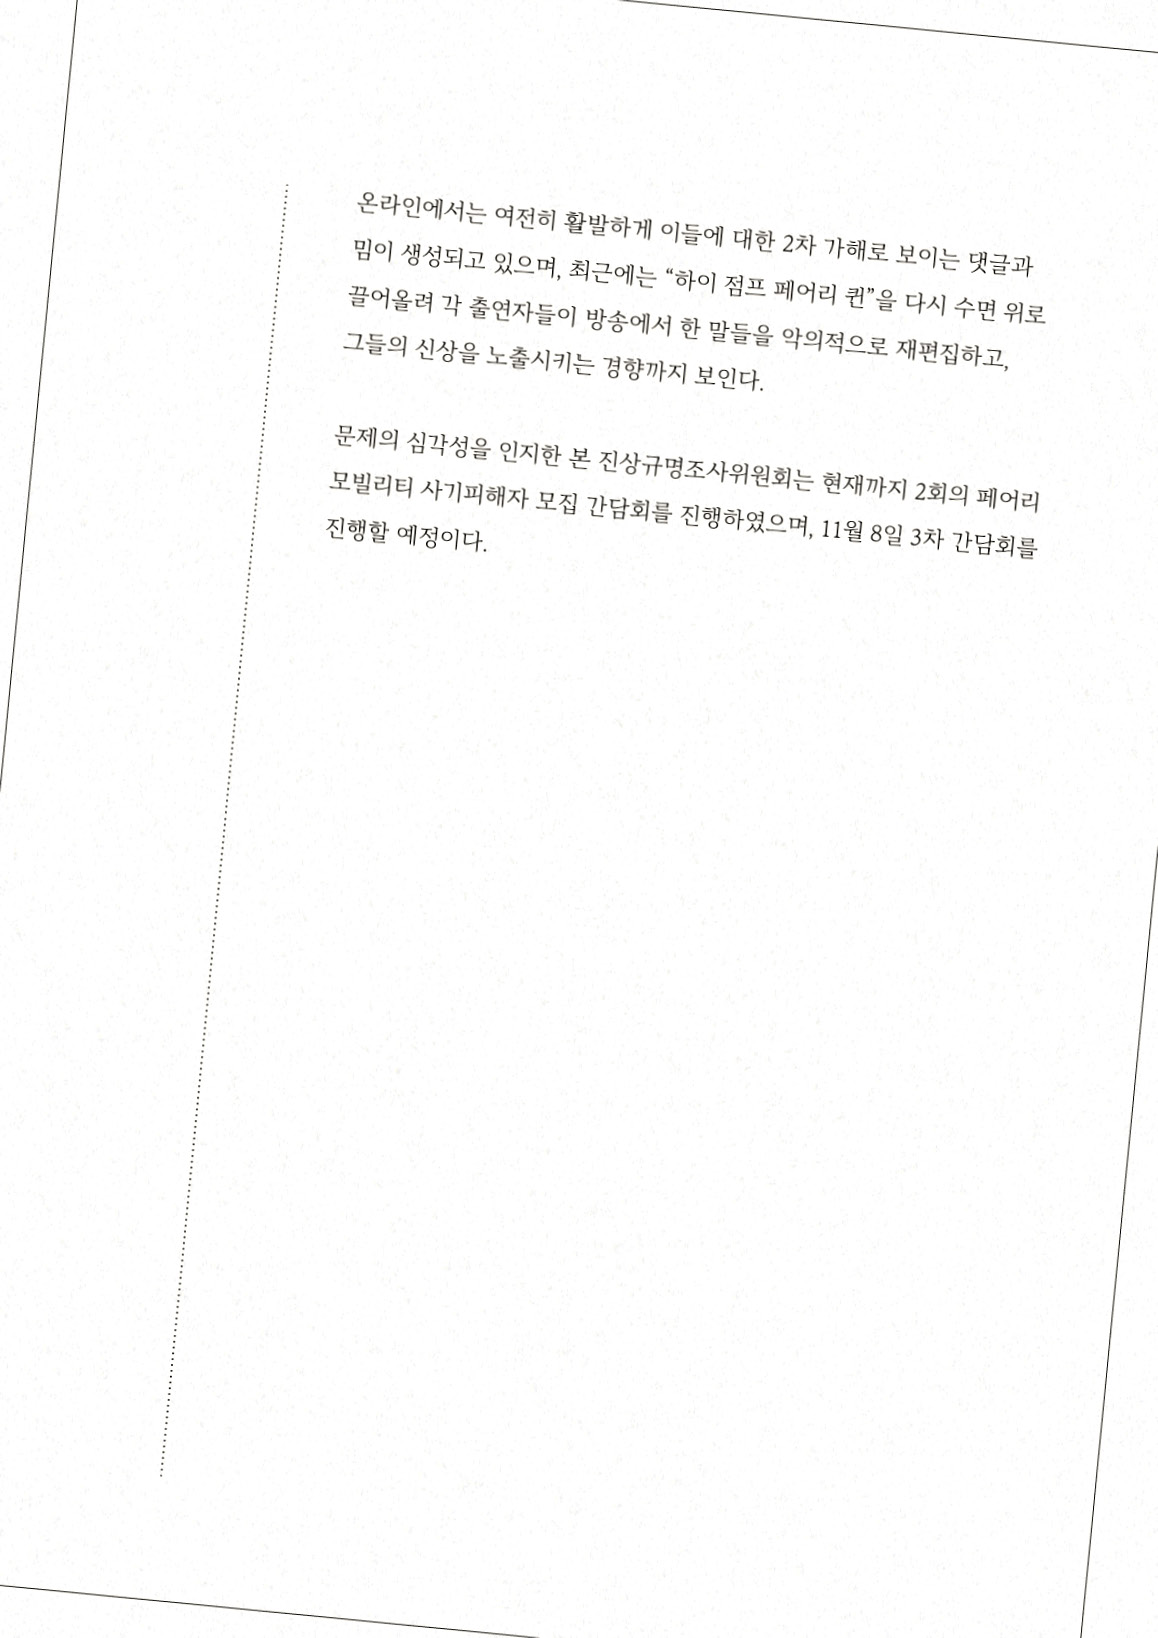 온라인에서는 여전히 활발하게 이들에 대한 2차 가해로 보이는 댓글과
밈이 생성되고 있으며, 최근에는 “하이 점프 페어리 퀸”을 다시 수면 위로
끌어올려 각 출연자들이 방송에서 한 말들을 악의적으로 재편집하고,
그들의 신상을 노출시키는 경향까지 보인다.
문제의 심각성을 인지한 본 진상규명조사위원회는 현재까지 2회의 페어리
모빌리티 사기피해자 모집 간담회를 진행하였으며, 11월 8일 3차 간담회를
진행할 예정이다.